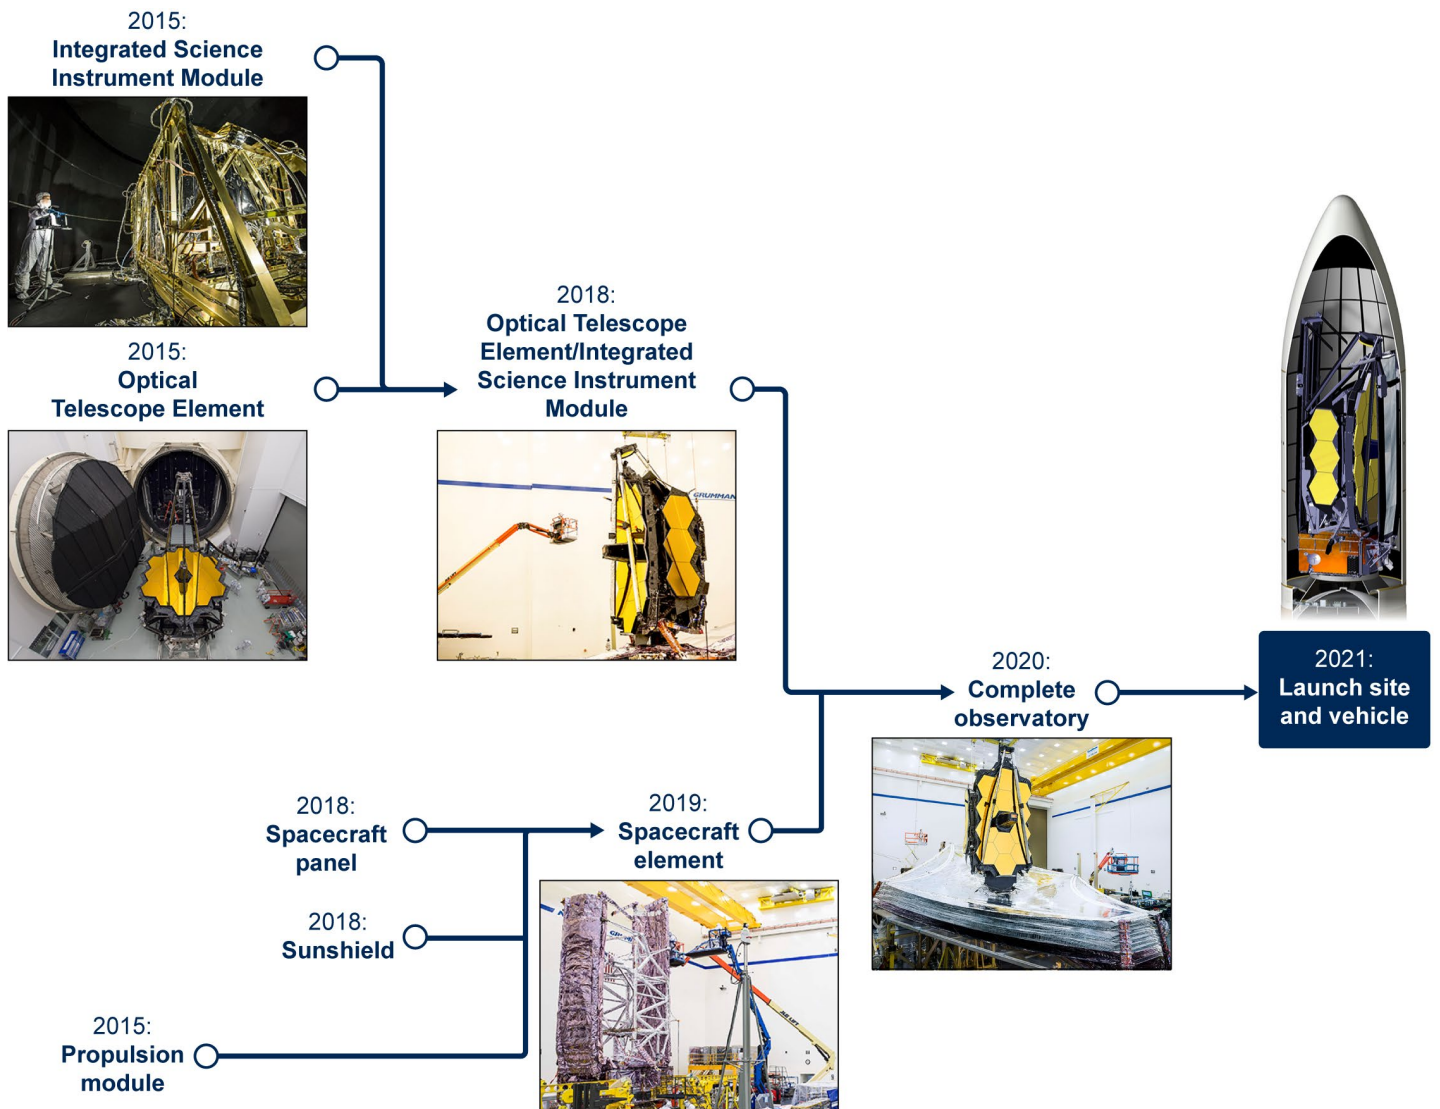 2015:
Integrated Science
Instrument Module
2015:
Optical
Telescope Element
2018:
Optical Telescope
Element/Integrated
Science Instrument
Module
GRUMMAN
2018:
Spacecraft
panel
2018:
Sunshield
2015:
Propulsion
module
2019:
Spacecraft
element
2020:
Complete
observatory
2021:
Launch site
and vehicle